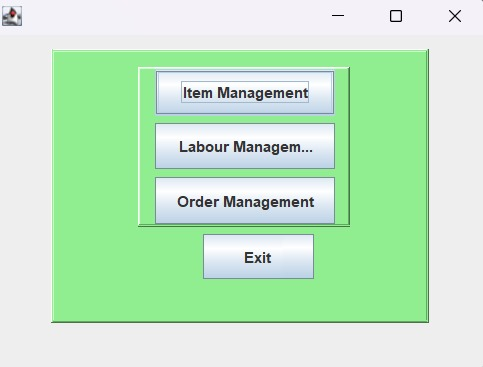 Item Management
Labour Managem...
Order Management
Exit